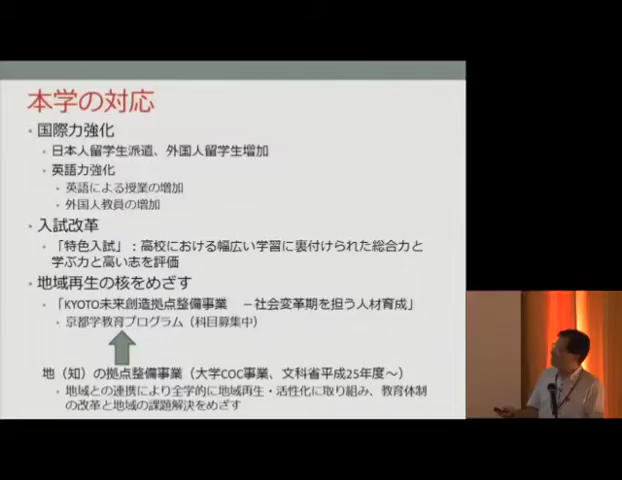 本学の対応
・国際力強化
・日本人留学生派遣、外国人留学生増加
・英語力強化
・英語による授業の増加
・外国人教員の増加
・入試改革
・「特色入試」：高校における幅広い学習に裏付けられた総合力と
学ぶ力と高い志を評価
・地域再生の核をめざす
・「KYOTO未来創造拠点整備事業　－社会変革期を担う人材育成」
・京都学教育プログラム（科目募集中）
地（知）の拠点整備事業（大学COC事業、文科省平成25年度～）
・地域との連携により全学的に地域再生・活性化に取り組み、教育体制
の改革と地域の課題解決をめざす